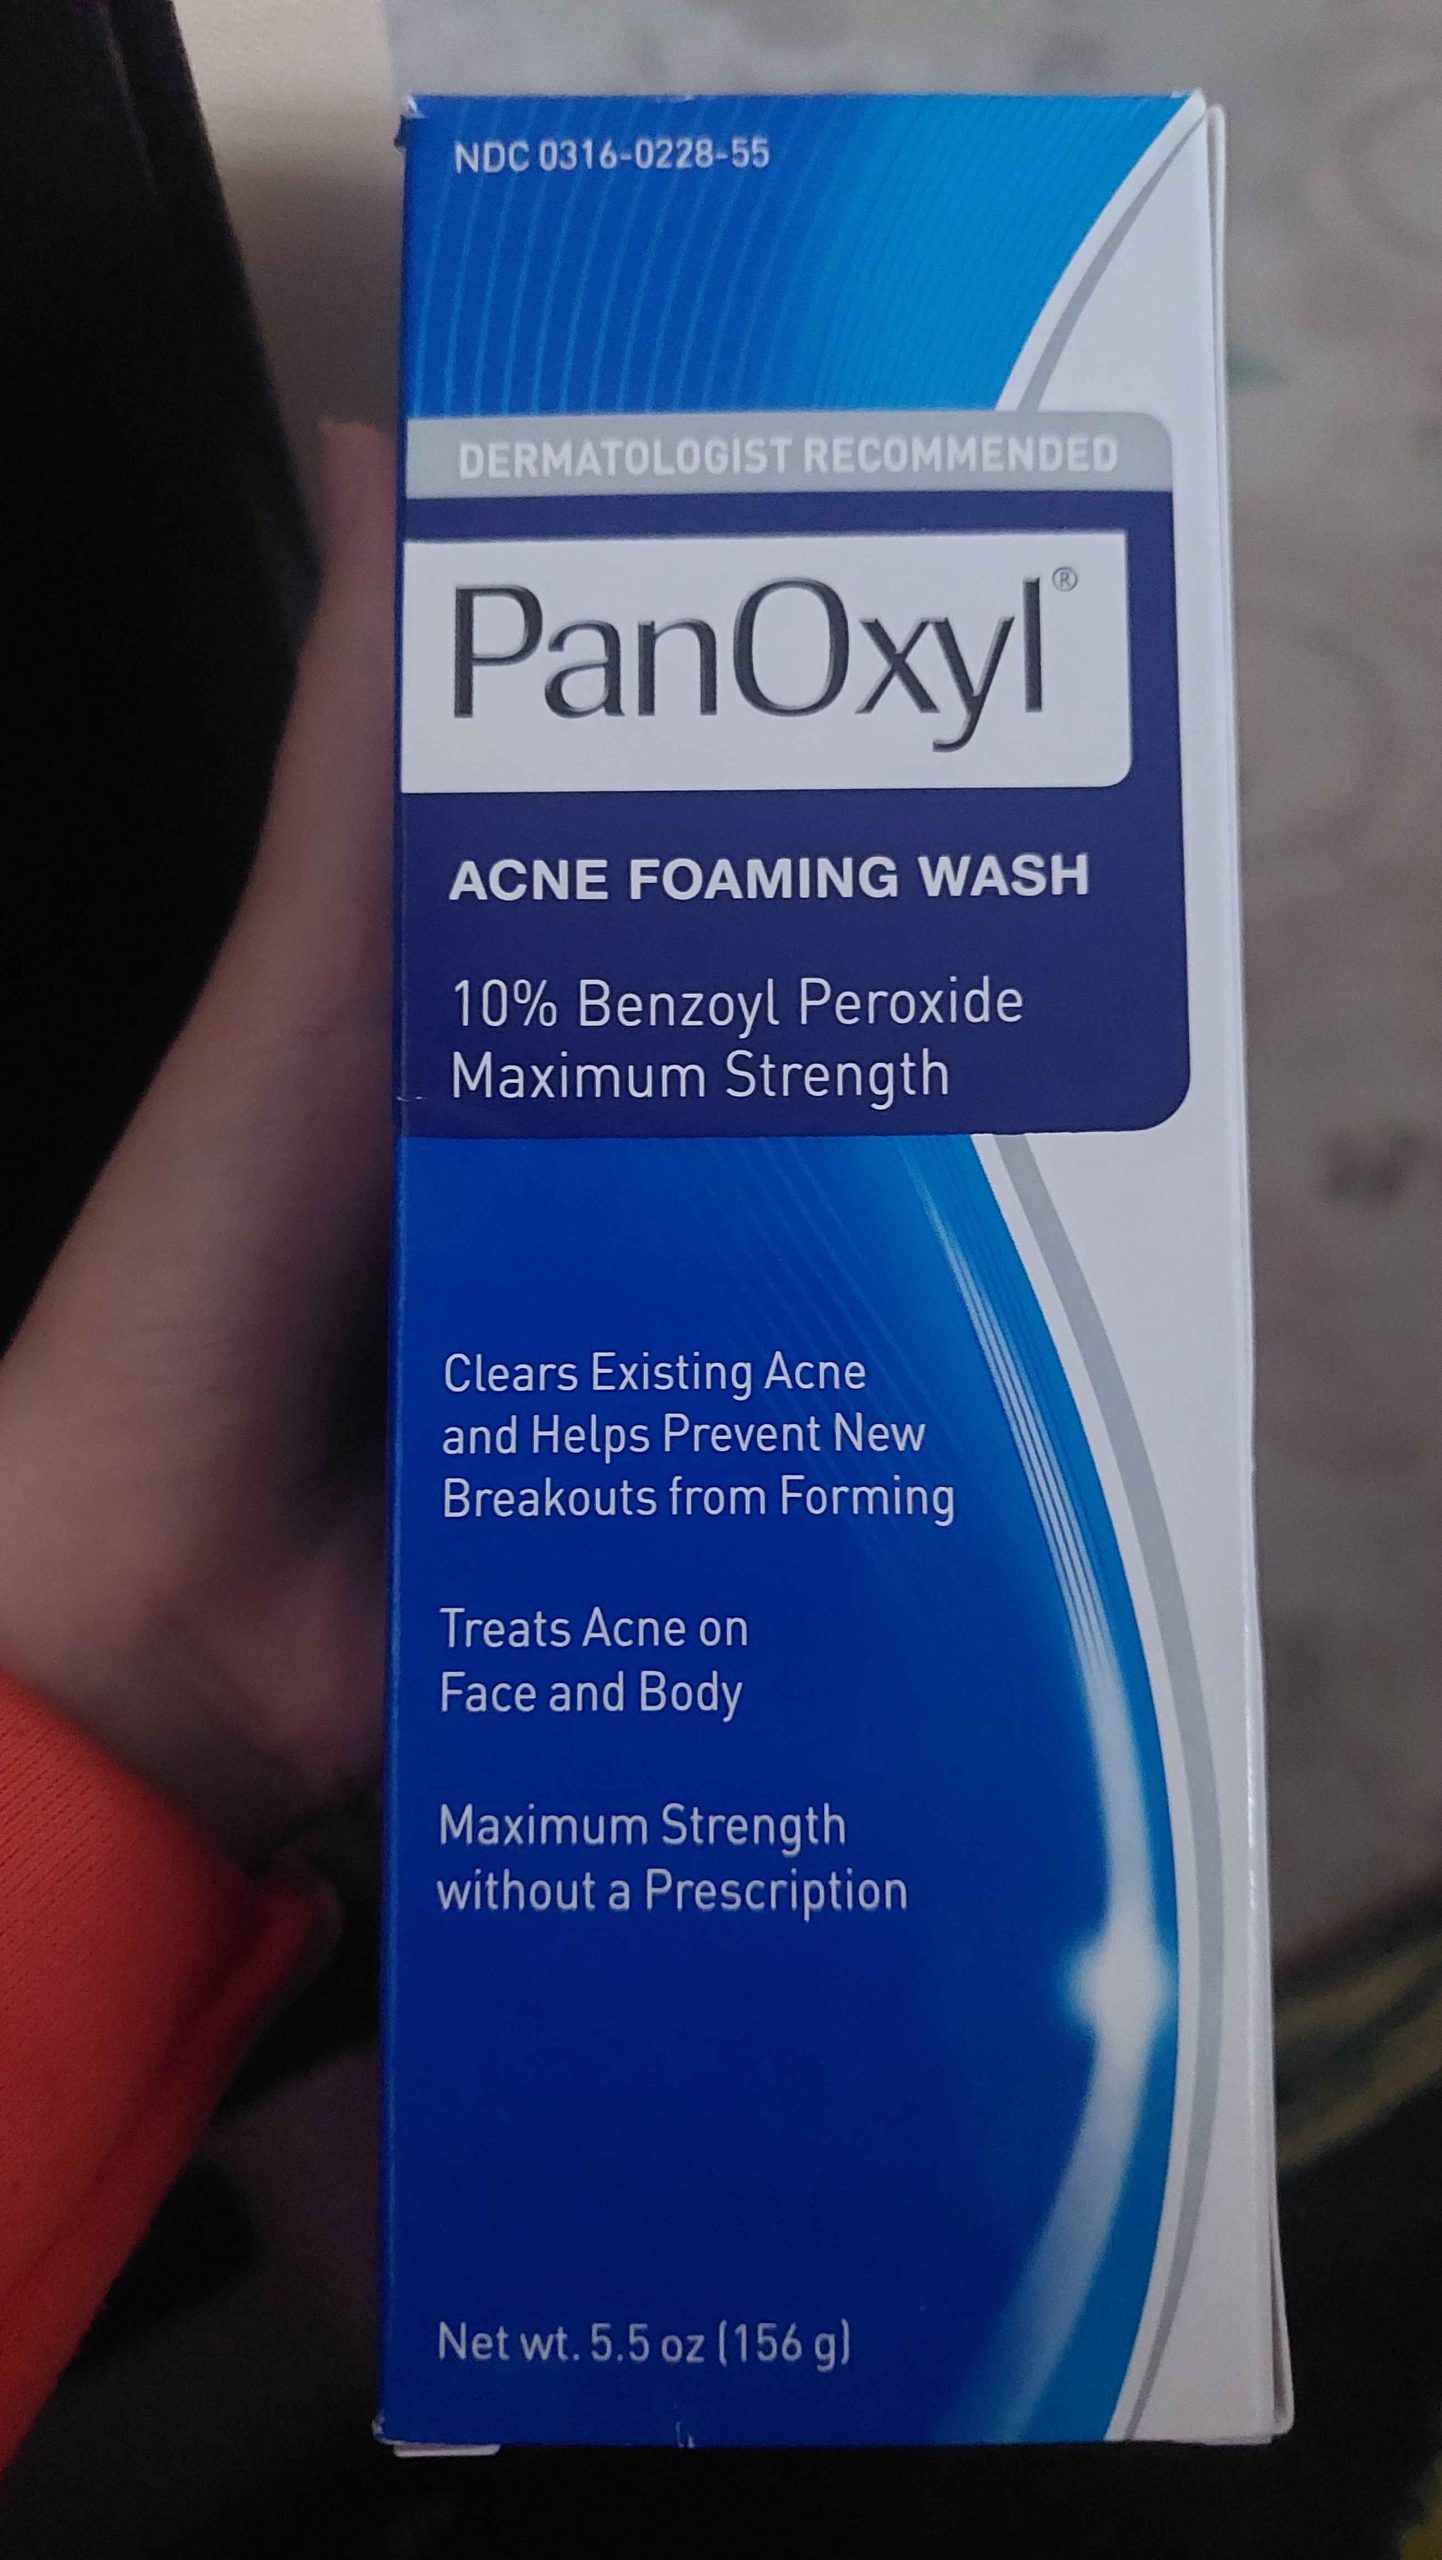 NDC 0316-0228-55
DERMATOLOGIST RECOMMENDED
PanOxyl®
ACNE FOAMING WASH
10% Benzoyl Peroxide
Maximum Strength
Clears Existing Acne
and Helps Prevent New
Breakouts from Forming
Treats Acne on
Face and Body
Maximum Strength
without a Prescription
Net wt. 5.5 oz (156 g)